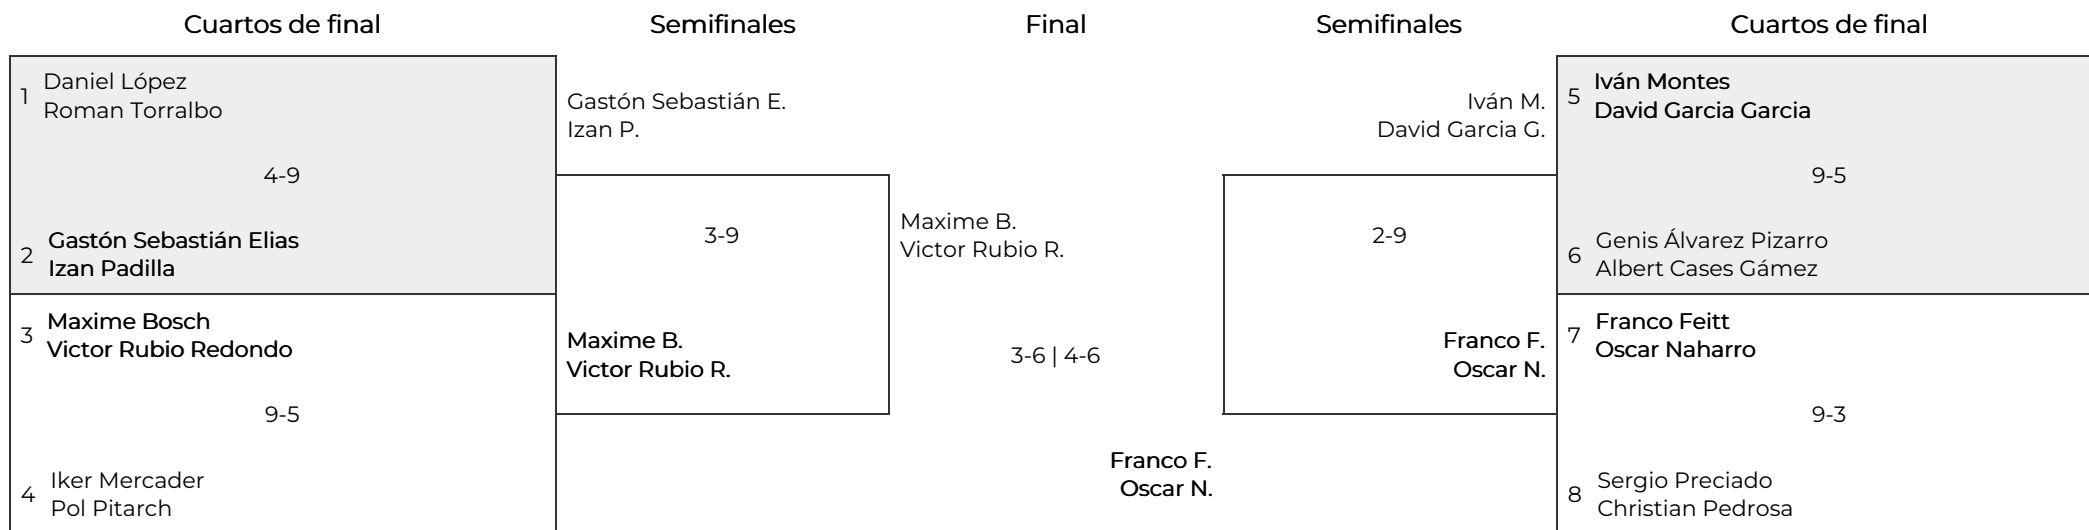 Cuartos de final
Semifinales
Final
Semifinales
Cuartos de final
1
Daniel López
Roman Torralbo
4-9
2
Gastón Sebastián Elias
Izan Padilla
3
Maxime Bosch
Victor Rubio Redondo
9-5
4
Iker Mercader
Pol Pitarch
Gastón Sebastián E.
Izan P.
3-9
Maxime B.
Victor Rubio R.
Maxime B.
Victor Rubio R.
3-6 | 4-6
Franco F.
Oscar N.
Iván M.
David Garcia G.
2-9
Franco F.
Oscar N.
5
Iván Montes
David Garcia Garcia
9-5
6
Genis Álvarez Pizarro
Albert Cases Gámez
7
Franco Feitt
Oscar Naharro
9-3
8
Sergio Preciado
Christian Pedrosa